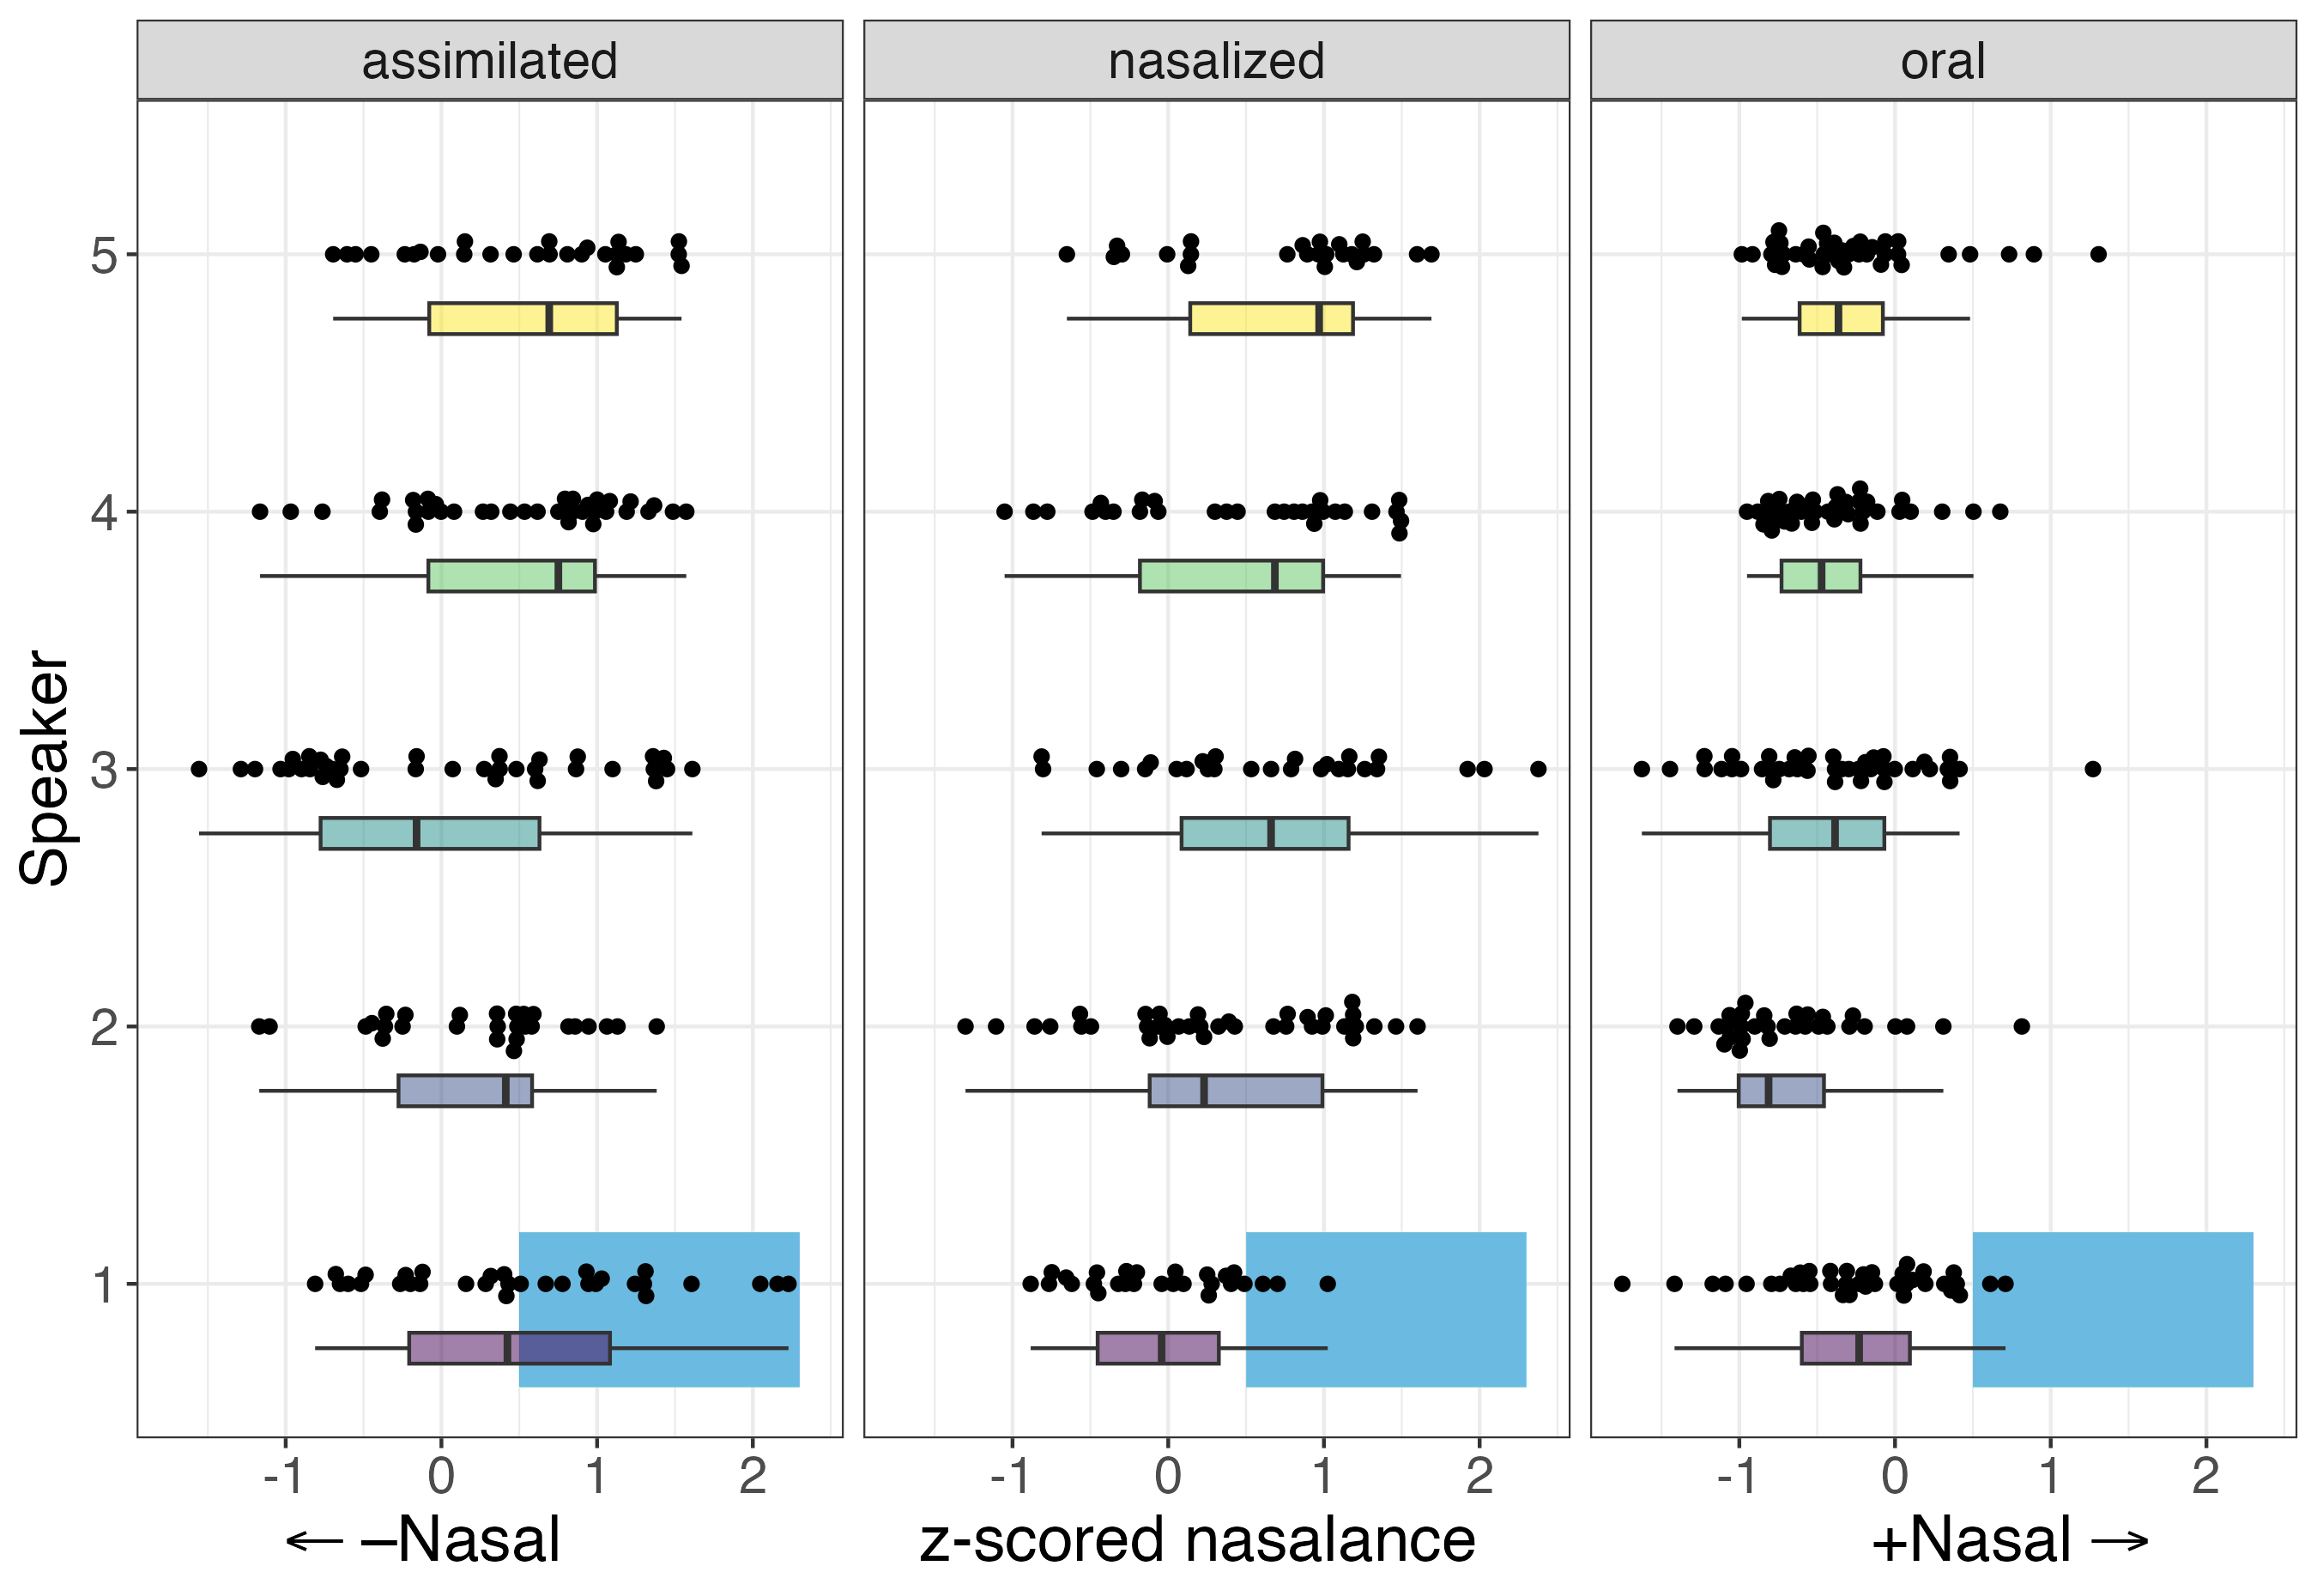 assimilated nasalized oral
Speaker
5
4
3
2
1
-1 0 1 2 -1 0 1 2 -1 0 1 2
← –Nasal z-scored nasalance +Nasal →